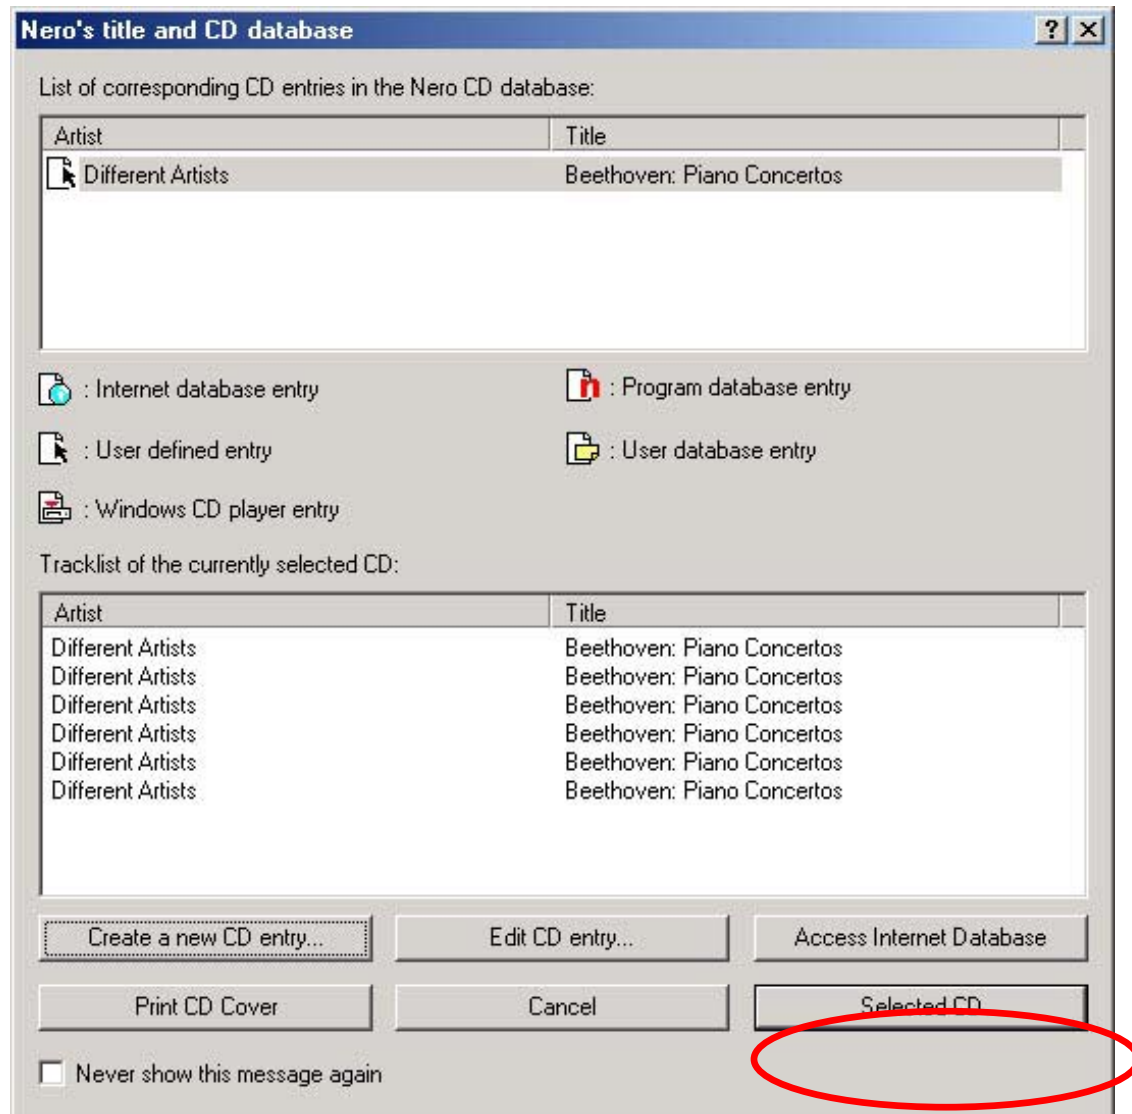 Nero's title and CD database
List of corresponding CD entries in the Nero CD database:
Artist Title
Different Artists Beethoven: Piano Concertos
: Internet database entry : Program database entry
: User defined entry : User database entry
: Windows CD player entry
Tracklist of the currently selected CD:
Artist Title
Different Artists Beethoven: Piano Concertos
Different Artists Beethoven: Piano Concertos
Different Artists Beethoven: Piano Concertos
Different Artists Beethoven: Piano Concertos
Different Artists Beethoven: Piano Concertos
Different Artists Beethoven: Piano Concertos
Create a new CD entry... Edit CD entry... Access Internet Database
Print CD Cover Cancel Selected CD
Never show this message again